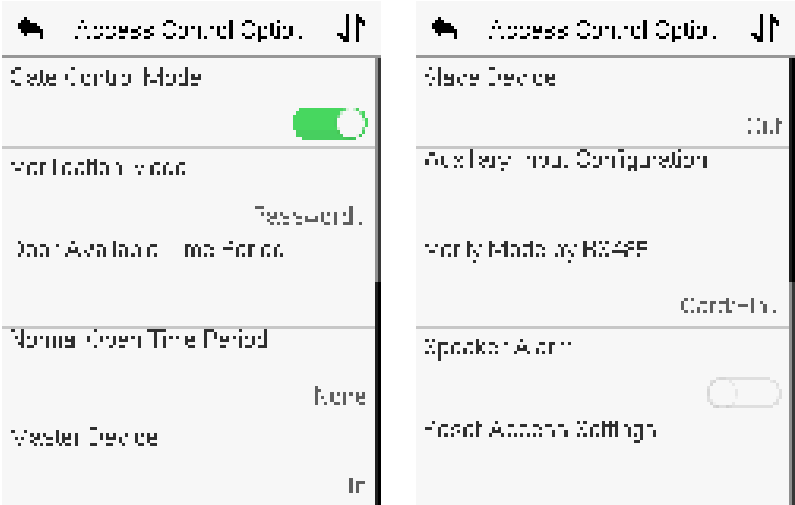 Access Control Optio.
Gate Control Mode
Verification Mode
Password.
Door Available Time Period
Normal Open Time Period
None
Master Device
In
Access Control Optio.
Slave Device
Out
Auxiliary Input Configuration
Verify Mode by RS485
Card+Fin.
Speaker Alarm
Reset Access Settings